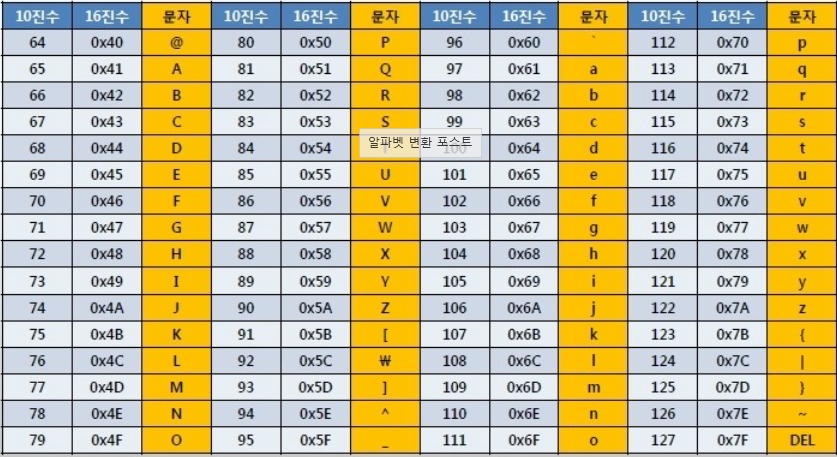 10진수 16진수 문자 10진수 16진수 문자 10진수 16진수 문자 10진수 16진수 문자
64 0x40 @ 80 0x50 P 96 0x60 ` 112 0x70 p
65 0x41 A 81 0x51 Q 97 0x61 a 113 0x71 q
66 0x42 B 82 0x52 R 98 0x62 b 114 0x72 r
67 0x43 C 83 0x53 S 99 0x63 c 115 0x73 s
알파벳 변환 포스트
68 0x44 D 84 0x54 T 100 0x64 d 116 0x74 t
69 0x45 E 85 0x55 U 101 0x65 e 117 0x75 u
70 0x46 F 86 0x56 V 102 0x66 f 118 0x76 v
71 0x47 G 87 0x57 W 103 0x67 g 119 0x77 w
72 0x48 H 88 0x58 X 104 0x68 h 120 0x78 x
73 0x49 I 89 0x59 Y 105 0x69 i 121 0x79 y
74 0x4A J 90 0x5A Z 106 0x6A j 122 0x7A z
75 0x4B K 91 0x5B [ 107 0x6B k 123 0x7B {
76 0x4C L 92 0x5C ₩ 108 0x6C l 124 0x7C |
77 0x4D M 93 0x5D ] 109 0x6D m 125 0x7D }
78 0x4E N 94 0x5E ^ 110 0x6E n 126 0x7E ~
79 0x4F O 95 0x5F _ 111 0x6F o 127 0x7F DEL